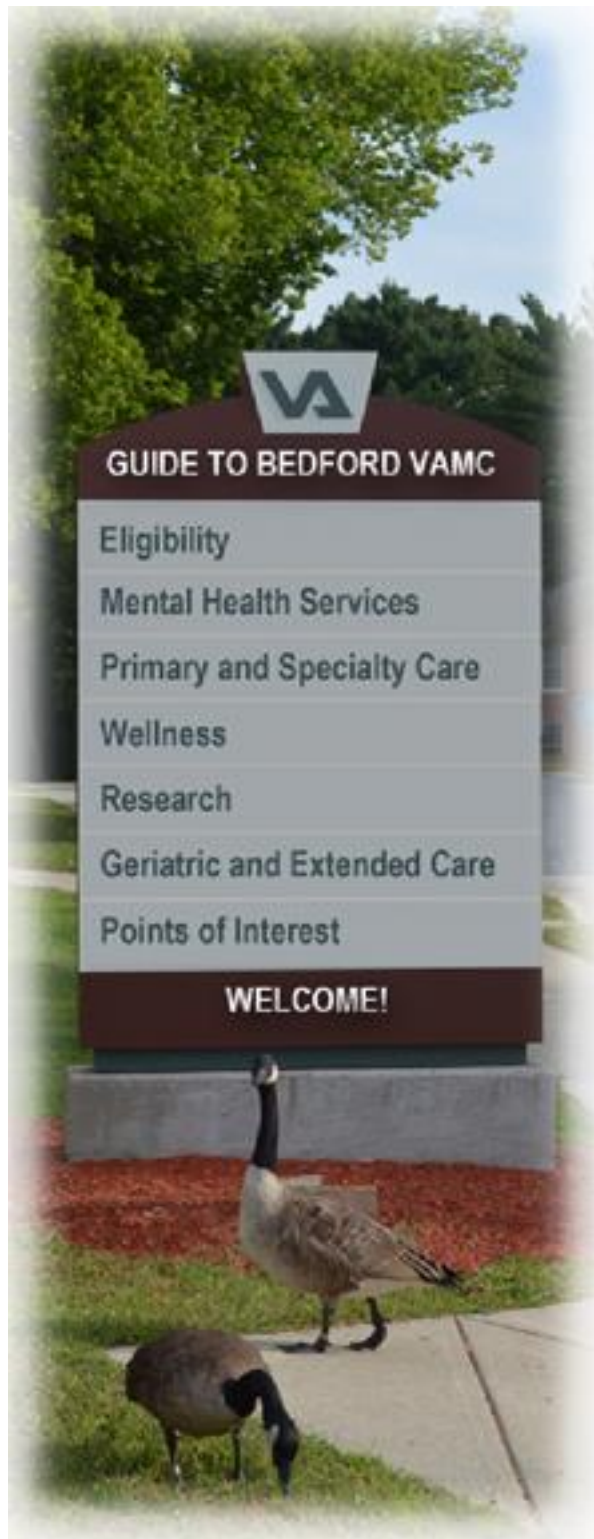 VA
GUIDE TO BEDFORD VAMC
Eligibility
Mental Health Services
Primary and Specialty Care
Wellness
Research
Geriatric and Extended Care
Points of Interest
WELCOME!